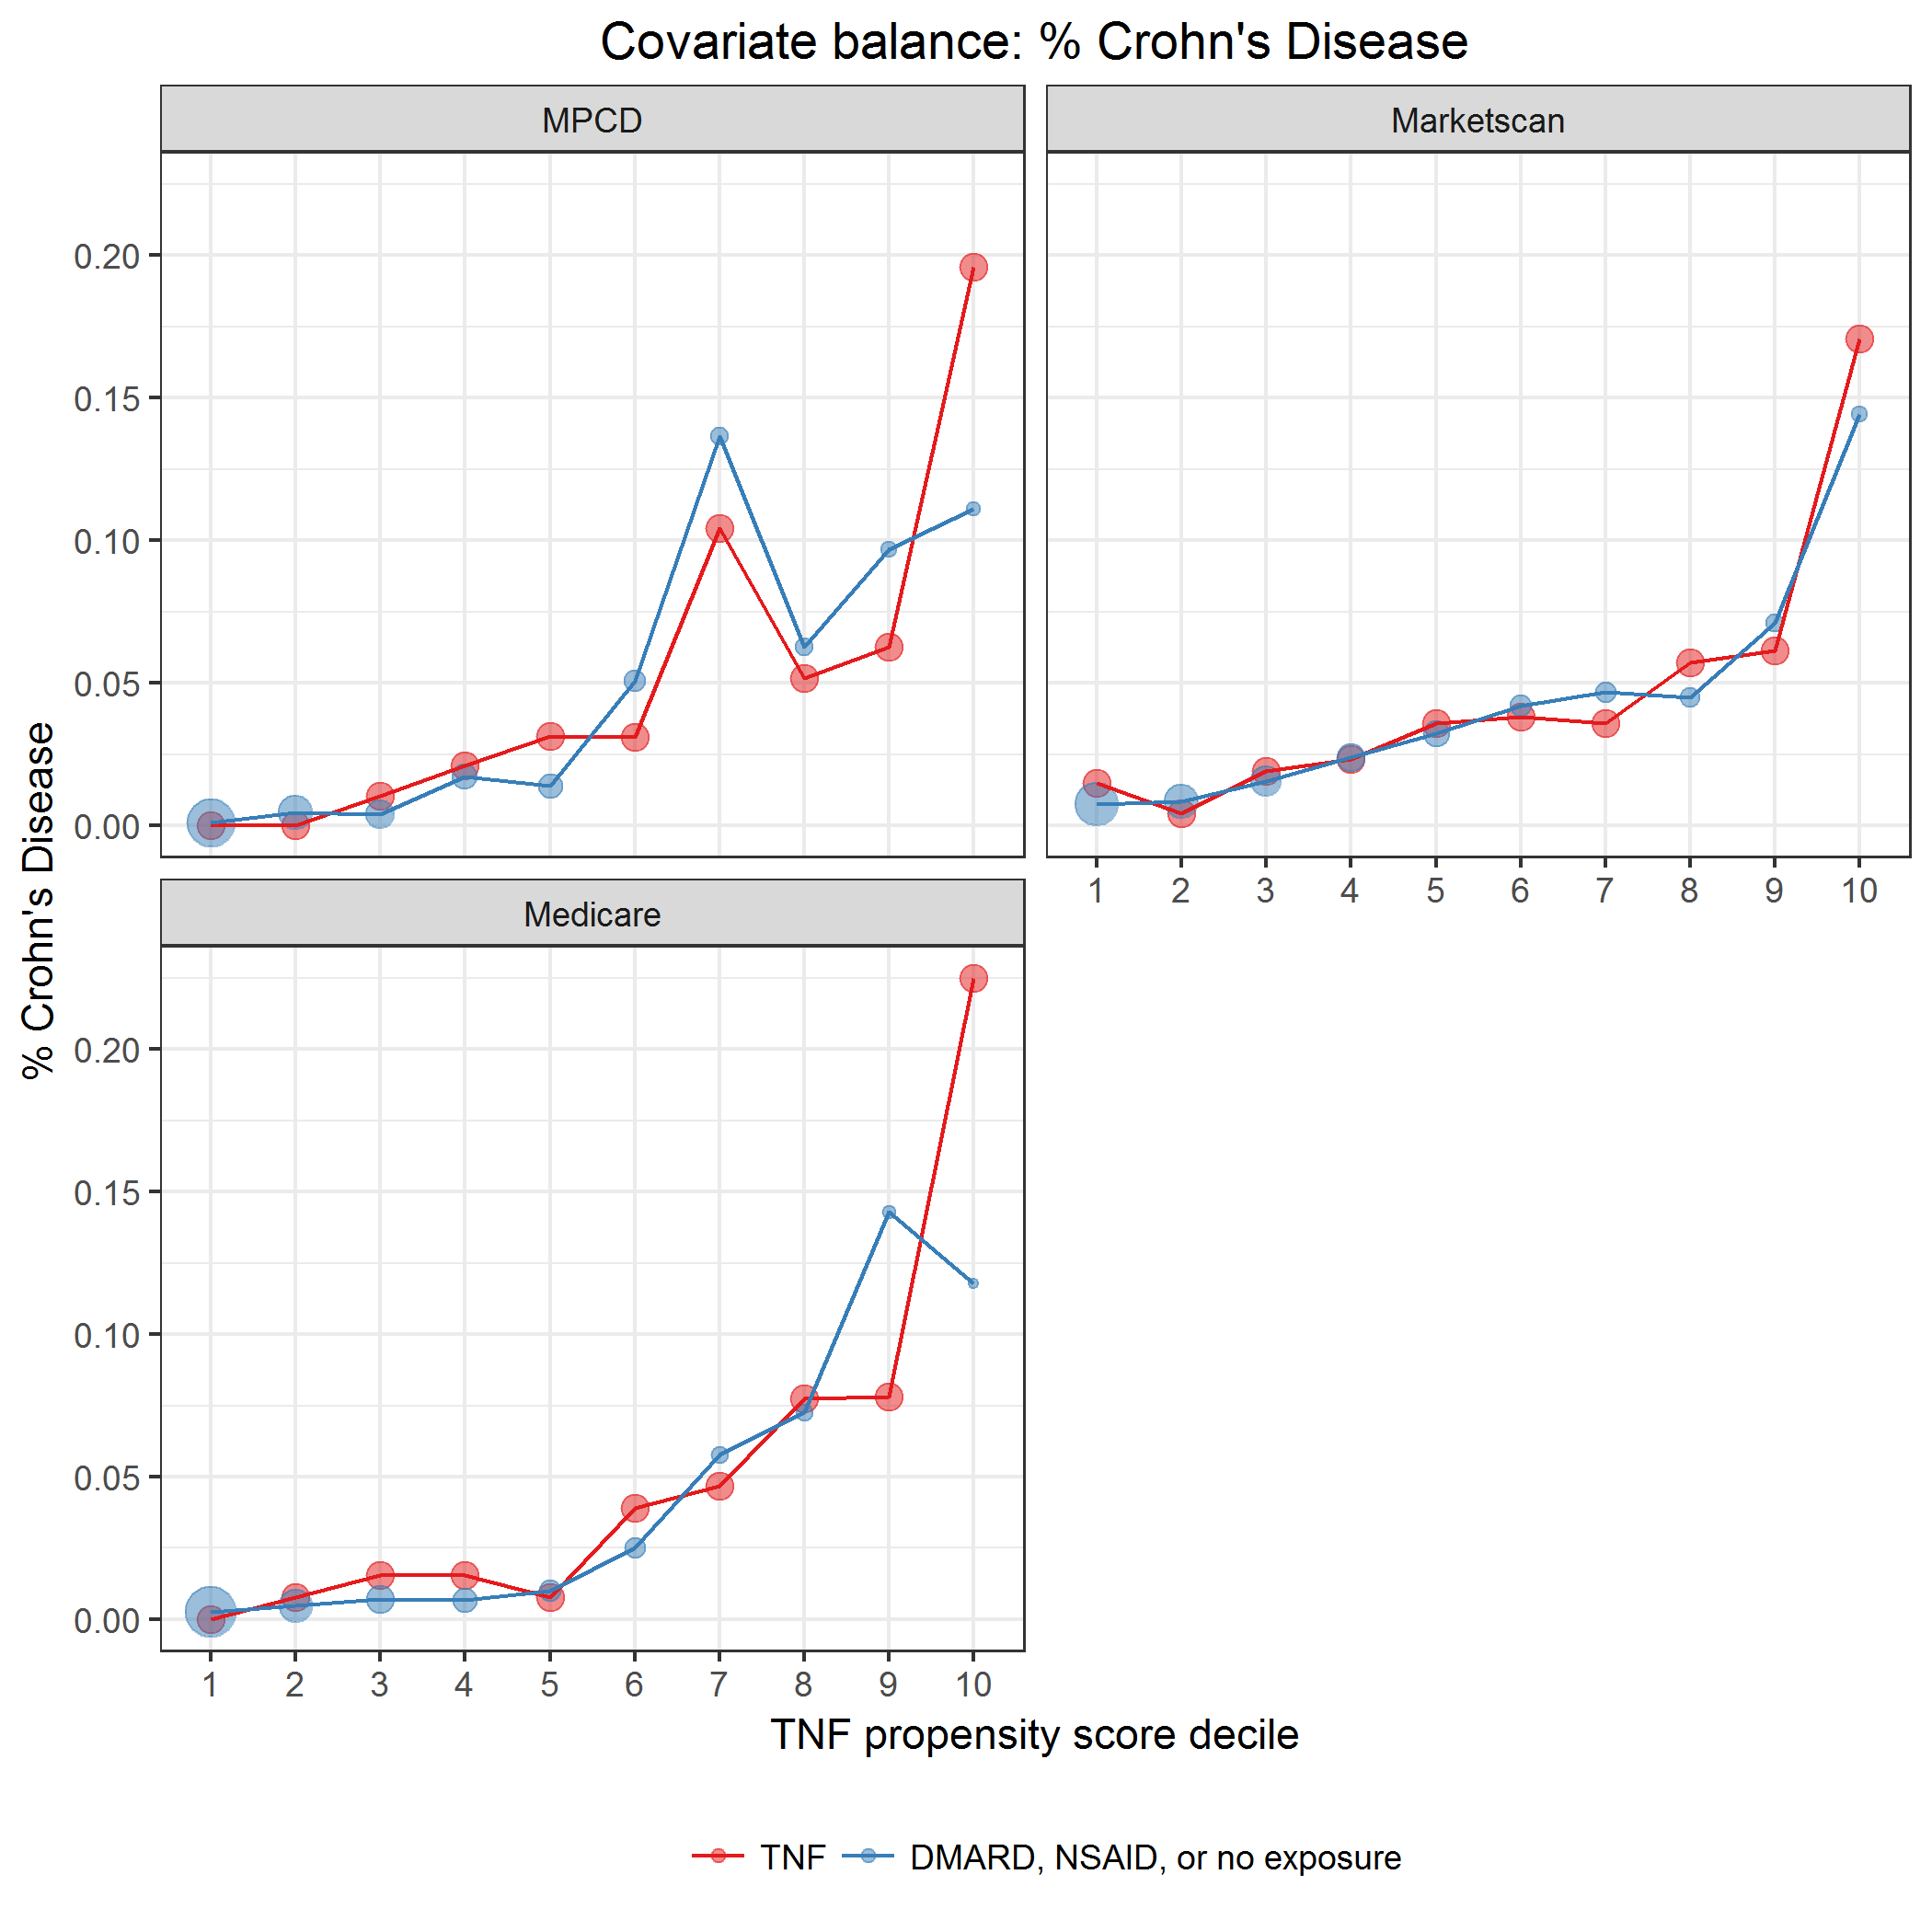 Covariate balance: % Crohn's Disease
MPCD
Marketscan
0.20
0.15
0.10
0.05
0.00
1 2 3 4 5 6 7 8 9 10
Medicare
% Crohn's Disease
0.20
0.15
0.10
0.05
0.00
1 2 3 4 5 6 7 8 9 10
TNF propensity score decile
TNF DMARD, NSAID, or no exposure